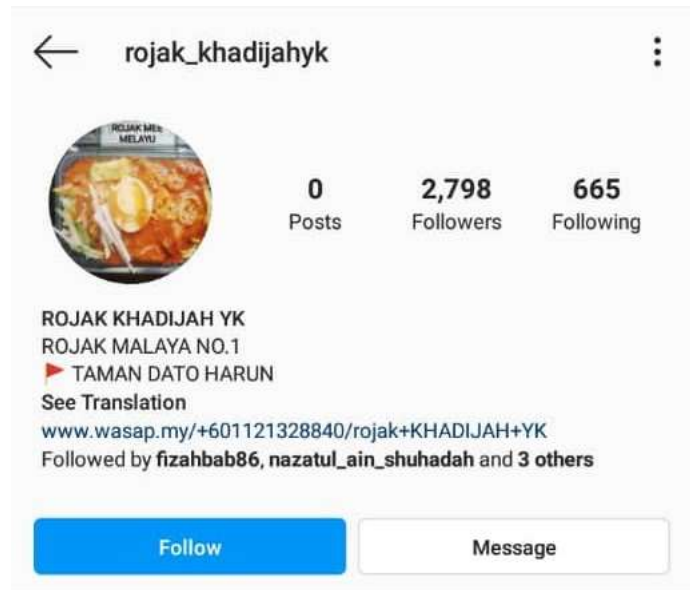 rojak_khadijahyk
ROJAK MEE
MELAYU
0
Posts
2,798
Followers
665
Following
ROJAK KHADIJAH YK
ROJAK MALAYA NO.1
🚩 TAMAN DATO HARUN
See Translation
www.wasap.my/+601121328840/rojak+KHADIJAH+YK
Followed by fizahbab86, nazatul_ain_shuhadah and 3 others
Follow
Message